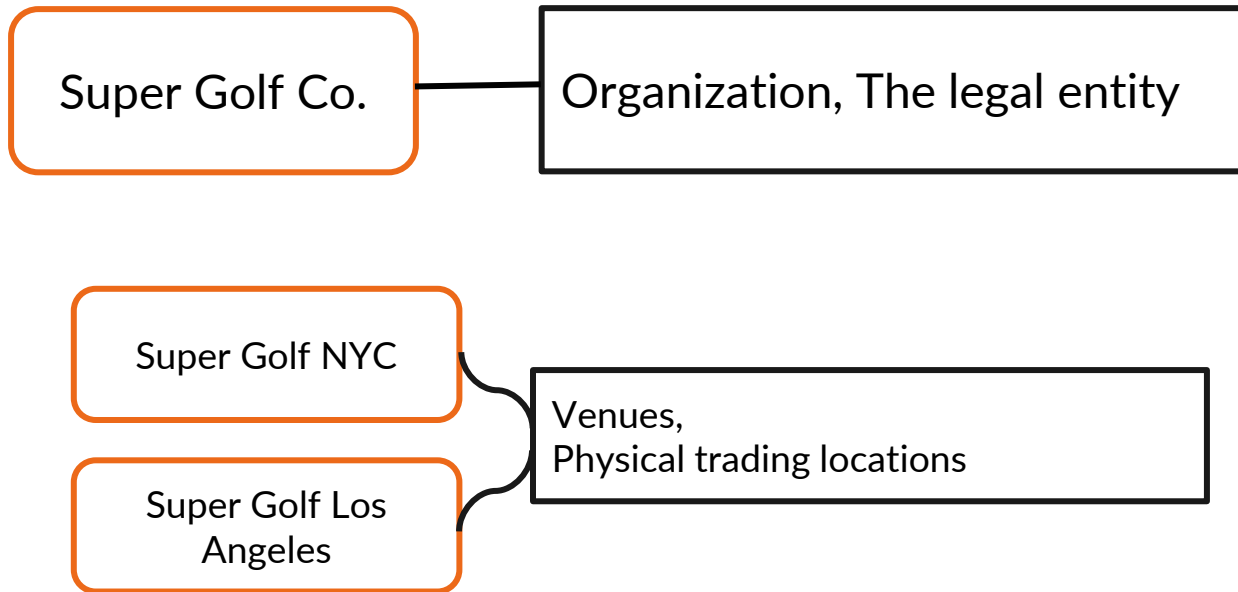 Super Golf Co.
Organization, The legal entity
Super Golf NYC
Venues,
Physical trading locations
Super Golf Los
Angeles